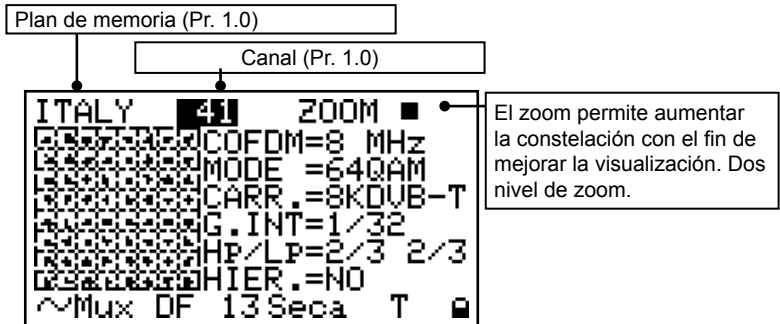 Plan de memoria (Pr. 1.0)
Canal (Pr. 1.0)
ITALY 41 ZOOM
El zoom permite aumentar
la constelación con el fin de
mejorar la visualización. Dos
nivel de zoom.
COFDM=8 MHz
MODE =64QAM
CARR.=8KDVB-T
G.INT=1/32
HP/LP=2/3 2/3
HIER.=NO
~Mux DF 13Seca T